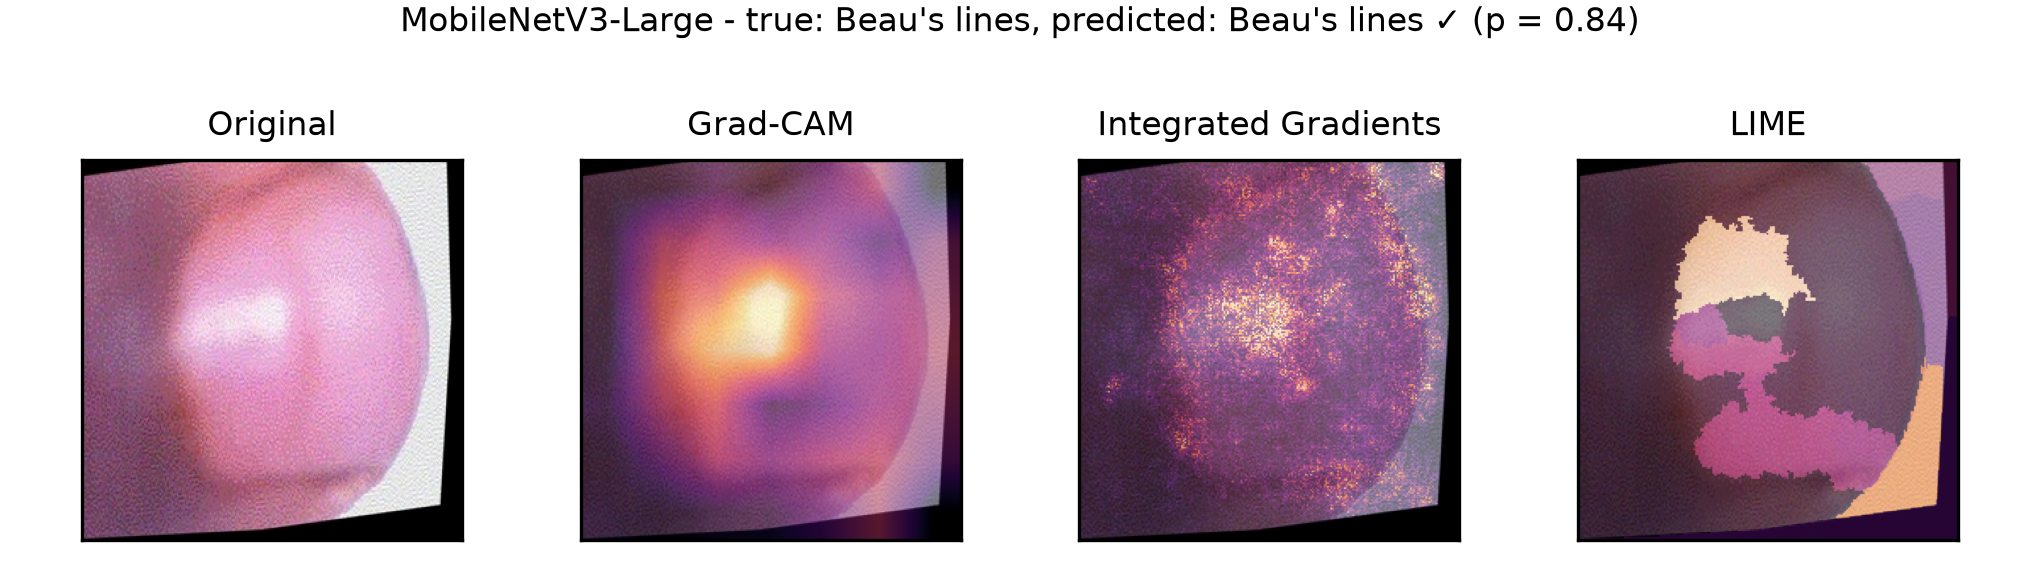 MobileNetV3-Large - true: Beau's lines, predicted: Beau's lines ✓ (p = 0.84)
Original
Grad-CAM
Integrated Gradients
LIME